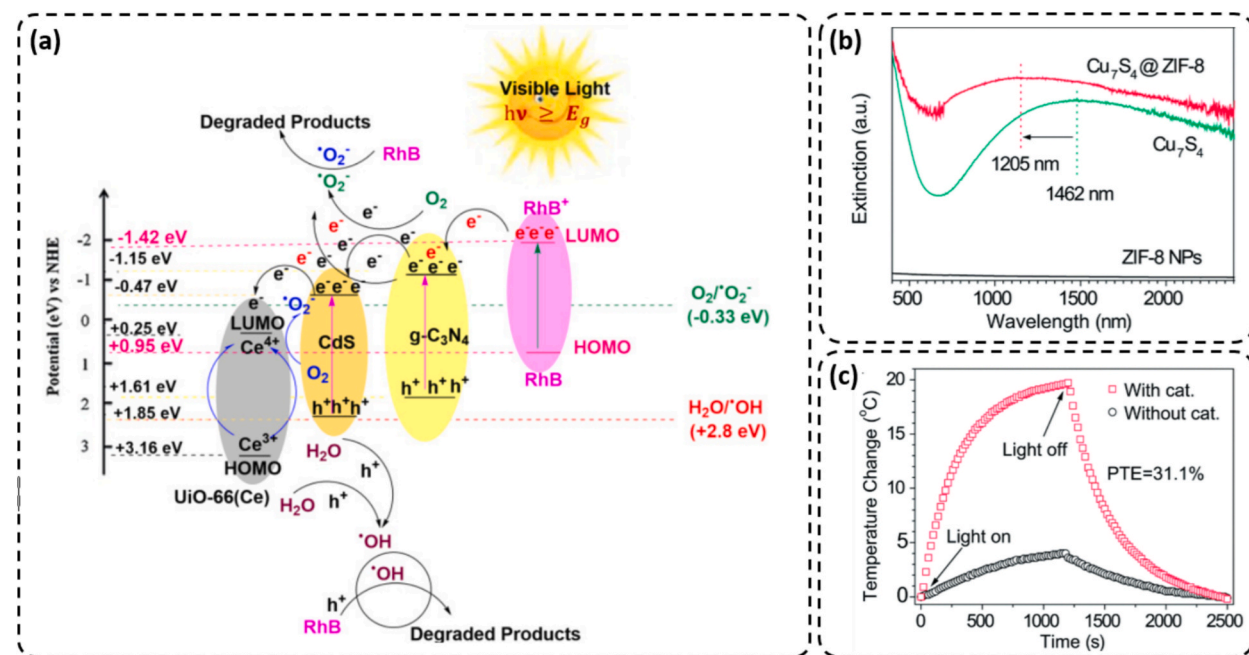 (a)
Visible Light
hν ≥ E_g
Degraded Products
•O₂⁻
RhB
•O₂⁻
O₂
e⁻
e⁻
e⁻
e⁻
e⁻
e⁻
RhB⁺
Potential (eV) vs NHE
-2
-1
0
1
2
3
-1.42 eV
-1.15 eV
-0.47 eV
+0.25 eV
+0.95 eV
+1.61 eV
+1.85 eV
+3.16 eV
e⁻e⁻e⁻ LUMO
e⁻ e⁻ e⁻
e⁻
e⁻
e⁻e⁻e⁻
e⁻
•O₂⁻
LUMO
Ce⁴⁺
CdS
g-C₃N₄
O₂
HOMO
RhB
h⁺ h⁺ h⁺
h⁺h⁺h⁺
Ce³⁺
HOMO
UiO-66(Ce)
O₂/•O₂⁻
(-0.33 eV)
H₂O/•OH
(+2.8 eV)
H₂O
h⁺
H₂O
h⁺
•OH
•OH
h⁺
RhB
Degraded Products
(b)
Extinction (a.u.)
Cu₇S₄@ZIF-8
Cu₇S₄
1205 nm
1462 nm
ZIF-8 NPs
400 800 1200 1600 2000
Wavelength (nm)
(c)
Temperature Change (°C)
20
15
10
5
0
With cat.
Without cat.
Light off
PTE=31.1%
Light on
0 500 1000 1500 2000 2500
Time (s)